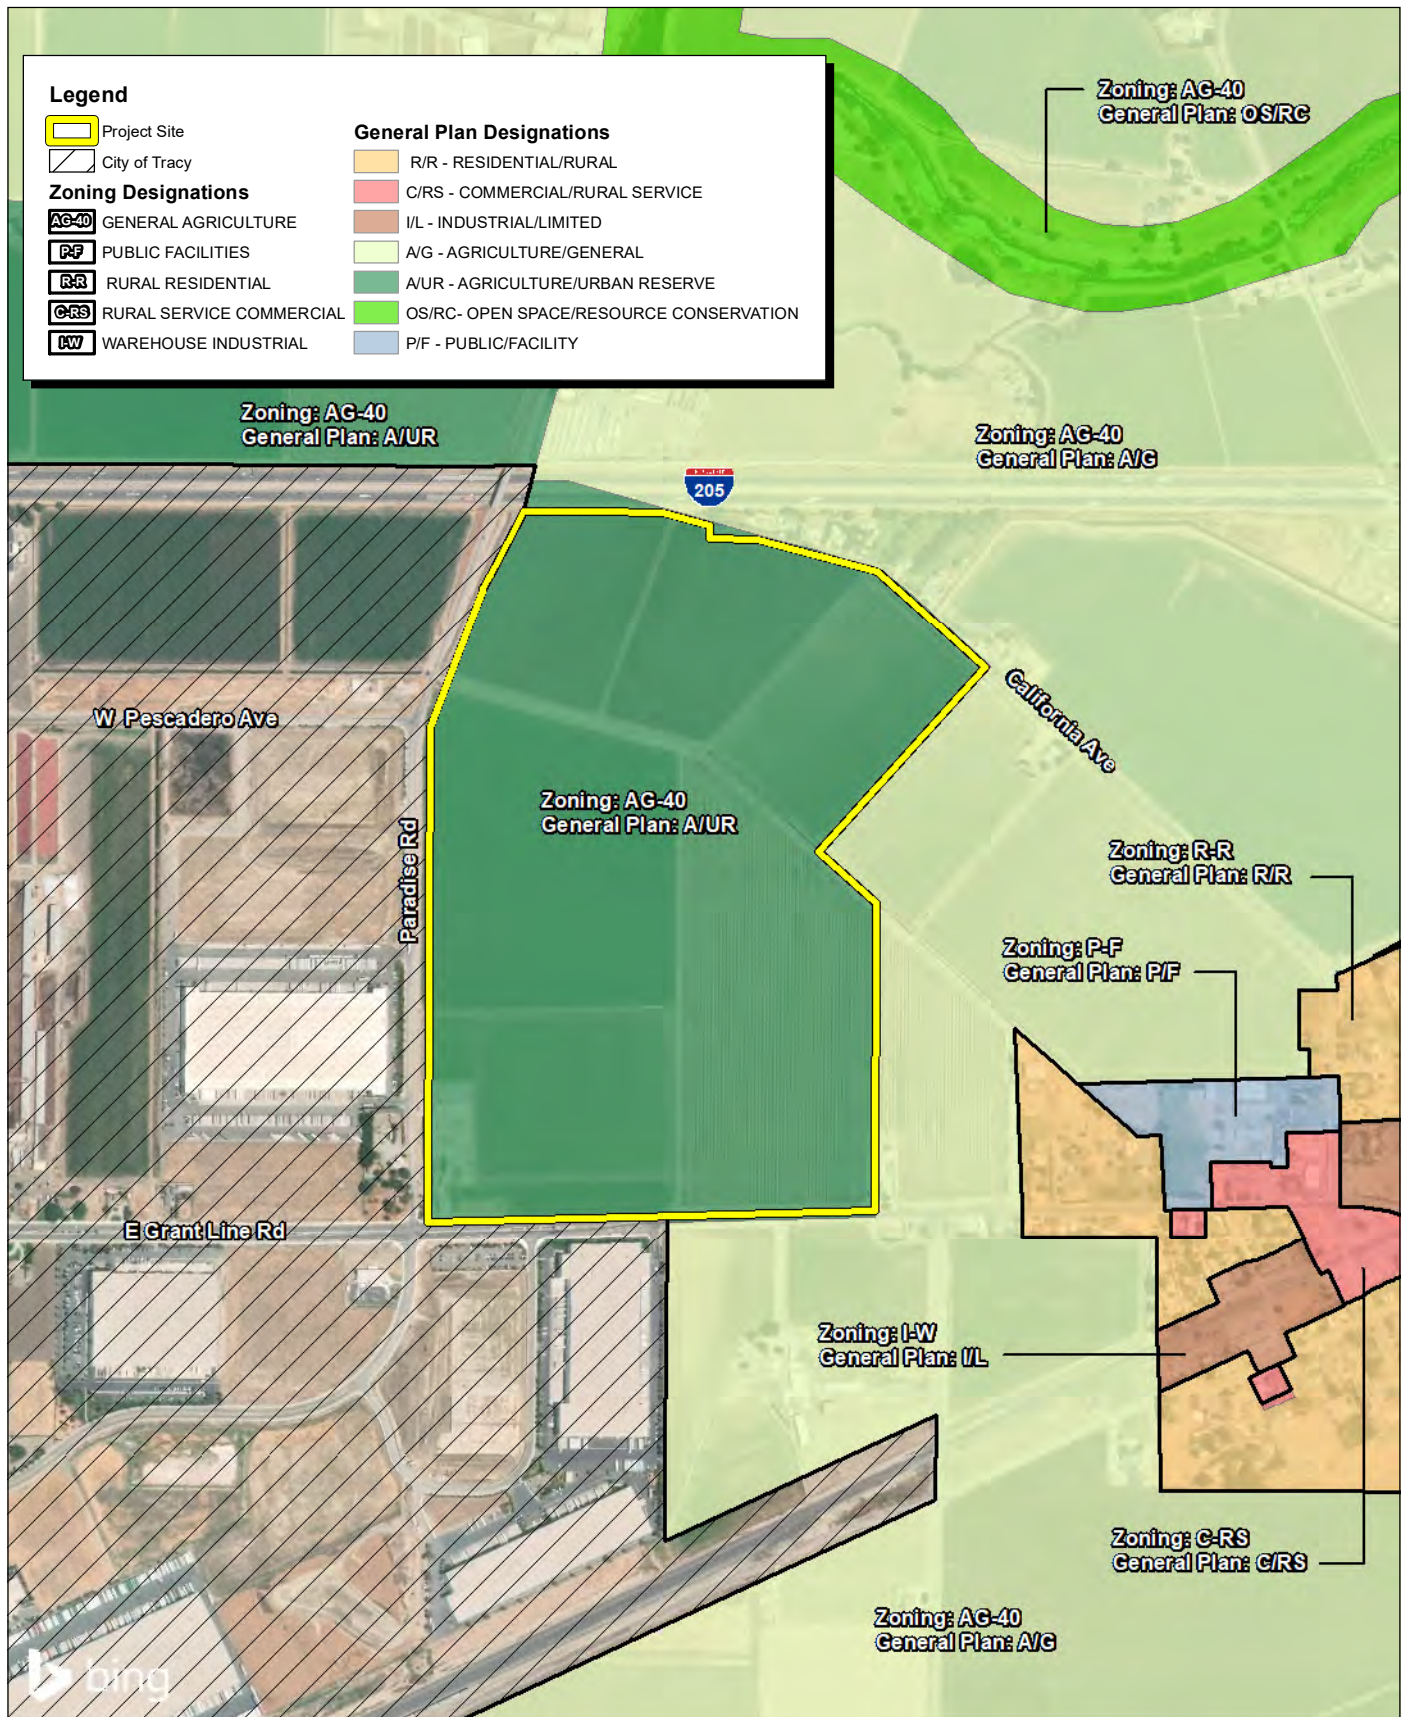 Legend
Project Site
City of Tracy
Zoning Designations
AG-40 GENERAL AGRICULTURE
P-F PUBLIC FACILITIES
R-R RURAL RESIDENTIAL
C-RS RURAL SERVICE COMMERCIAL
I-W WAREHOUSE INDUSTRIAL
General Plan Designations
R/R - RESIDENTIAL/RURAL
C/RS - COMMERCIAL/RURAL SERVICE
I/L - INDUSTRIAL/LIMITED
A/G - AGRICULTURE/GENERAL
A/UR - AGRICULTURE/URBAN RESERVE
OS/RC- OPEN SPACE/RESOURCE CONSERVATION
P/F - PUBLIC/FACILITY
Zoning: AG-40
General Plan: OS/RC
Zoning: AG-40
General Plan: A/UR
Zoning: AG-40
General Plan: A/G
205
California Ave
W Pescadero Ave
Zoning: AG-40
General Plan: A/UR
Paradise Rd
Zoning: R-R
General Plan: R/R
Zoning: P-F
General Plan: P/F
E Grant Line Rd
Zoning: I-W
General Plan: I/L
Zoning: C-RS
General Plan: C/RS
Zoning: AG-40
General Plan: A/G
bing